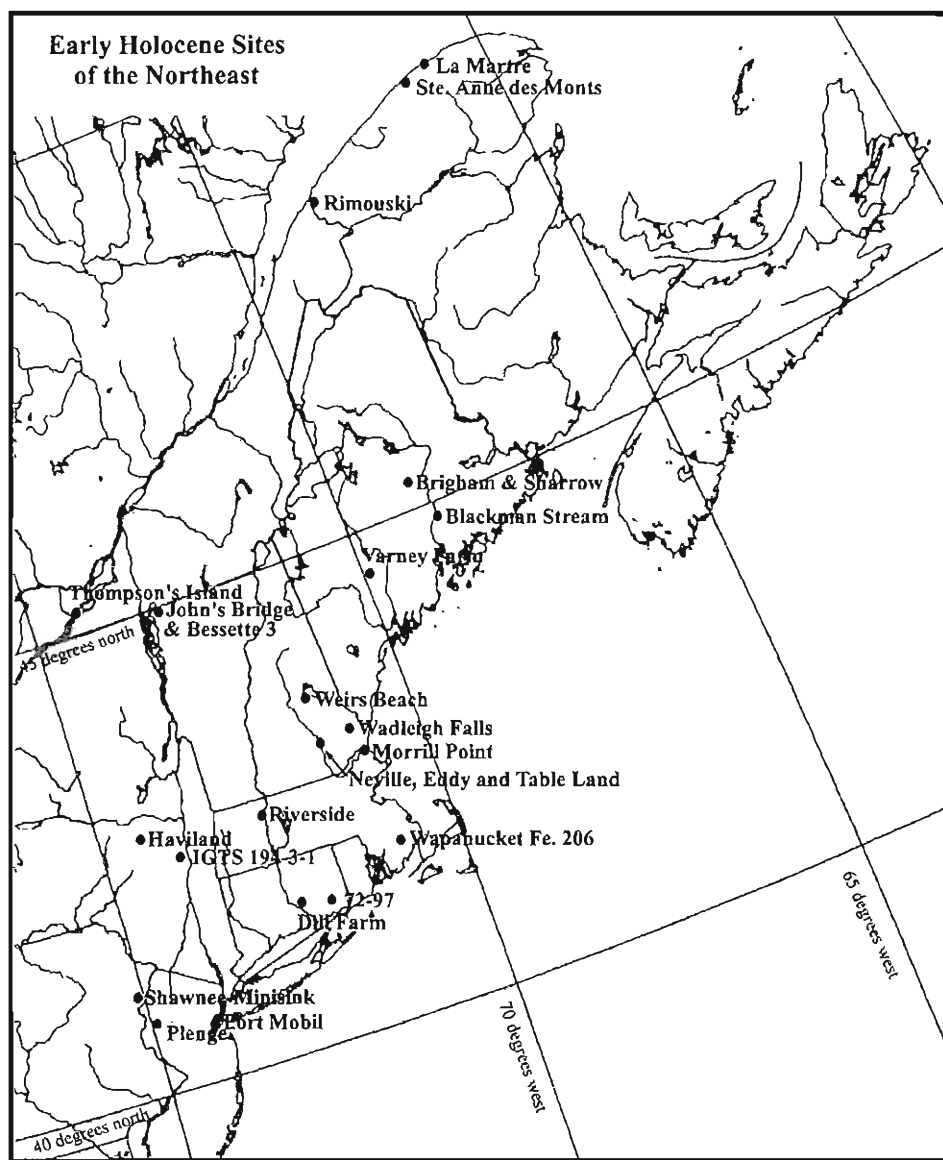 Early Holocene Sites
of the Northeast
La Martre
Ste. Anne des Monts
Rimouski
Brigham & Sharrow
Blackman Stream
Varney Farm
Thompson's Island
John's Bridge
& Bessette 3
45 degrees north
Weirs Beach
Wadleigh Falls
Morrill Point
Neville, Eddy and Table Land
Riverside
Haviland
Wapanucket Fe. 206
IGTS 194-3-1
72-97
Dill Farm
65 degrees west
Shawnee-Minisink
Port Mobil
Plenge
70 degrees west
40 degrees north